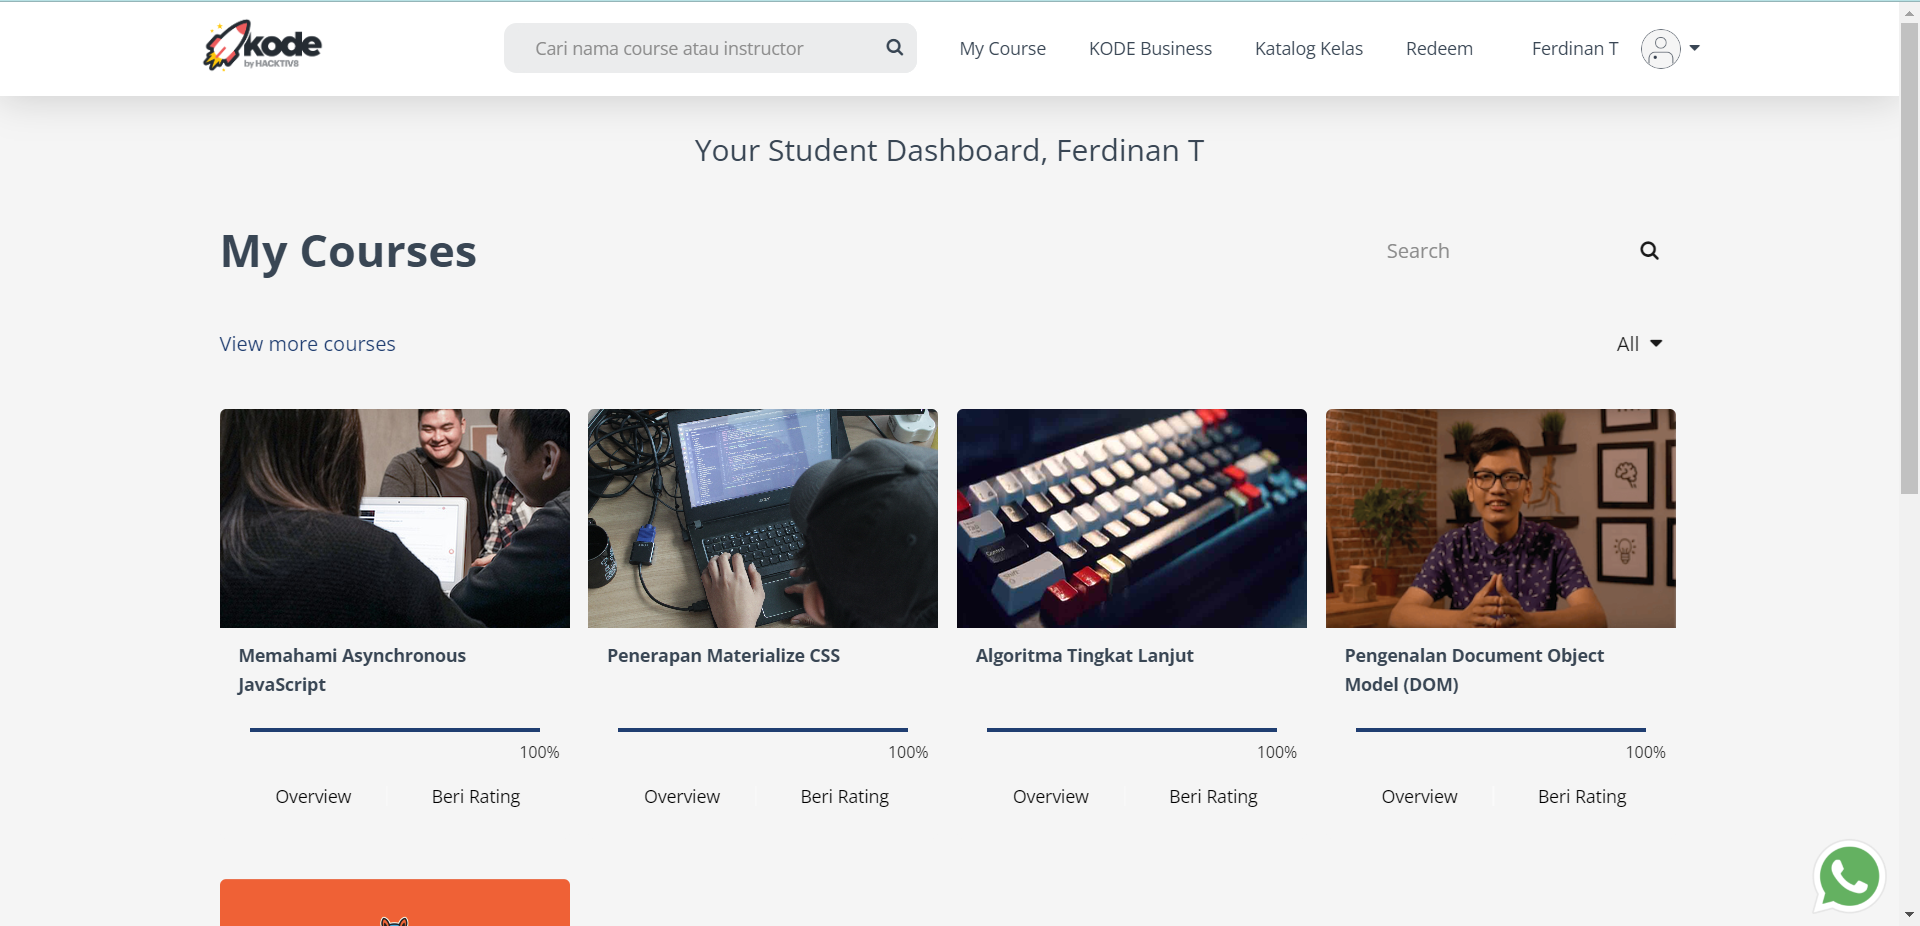 kode
by HACKTIV8
Cari nama course atau instructor
My Course
KODE Business
Katalog Kelas
Redeem
Ferdinan T
Your Student Dashboard, Ferdinan T
My Courses
Search
View more courses
All
Memahami Asynchronous
JavaScript
100%
Overview
Beri Rating
Penerapan Materialize CSS
100%
Overview
Beri Rating
Algoritma Tingkat Lanjut
100%
Overview
Beri Rating
Pengenalan Document Object
Model (DOM)
100%
Overview
Beri Rating